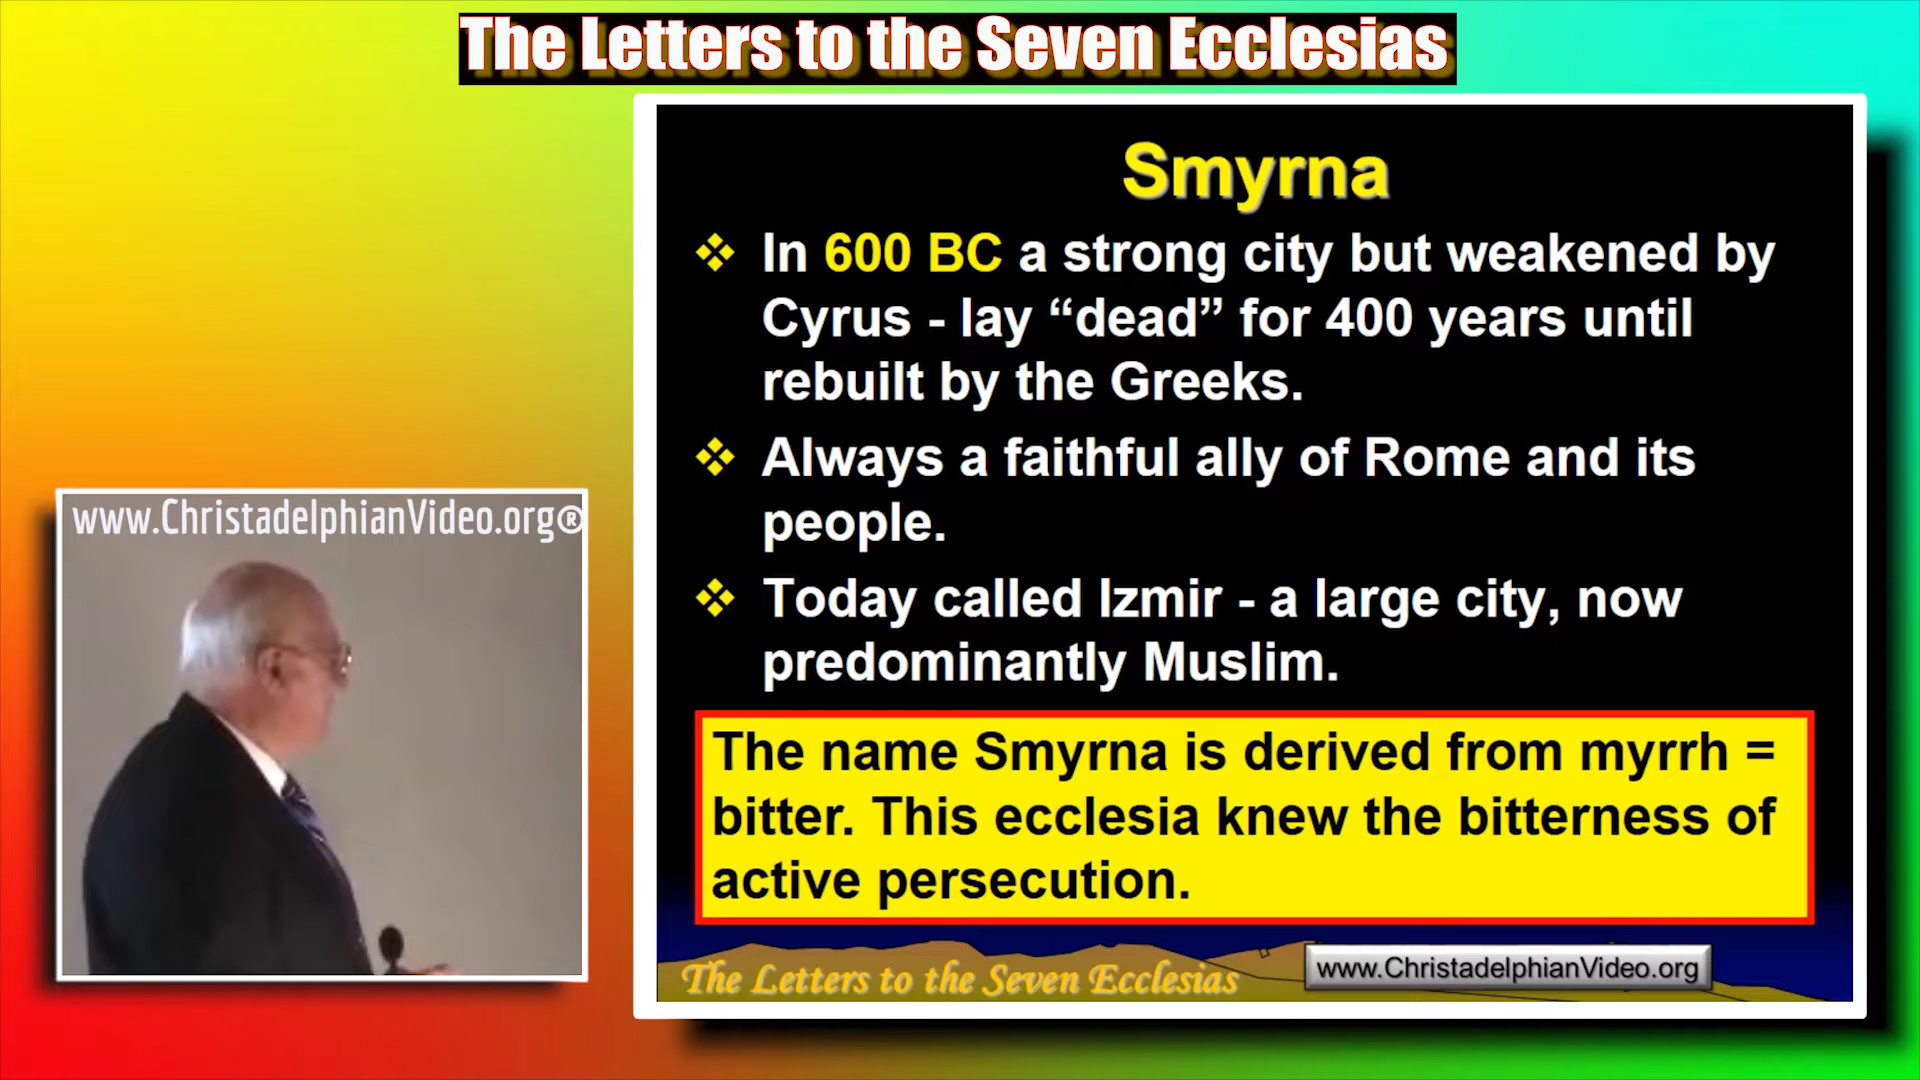 The Letters to the Seven Ecclesias
Smyrna
❖ In 600 BC a strong city but weakened by
Cyrus - lay “dead” for 400 years until
rebuilt by the Greeks.
❖ Always a faithful ally of Rome and its
people.
❖ Today called Izmir - a large city, now
predominantly Muslim.
The name Smyrna is derived from myrrh =
bitter. This ecclesia knew the bitterness of
active persecution.
The Letters to the Seven Ecclesias
www.ChristadelphianVideo.org
www.ChristadelphianVideo.org®